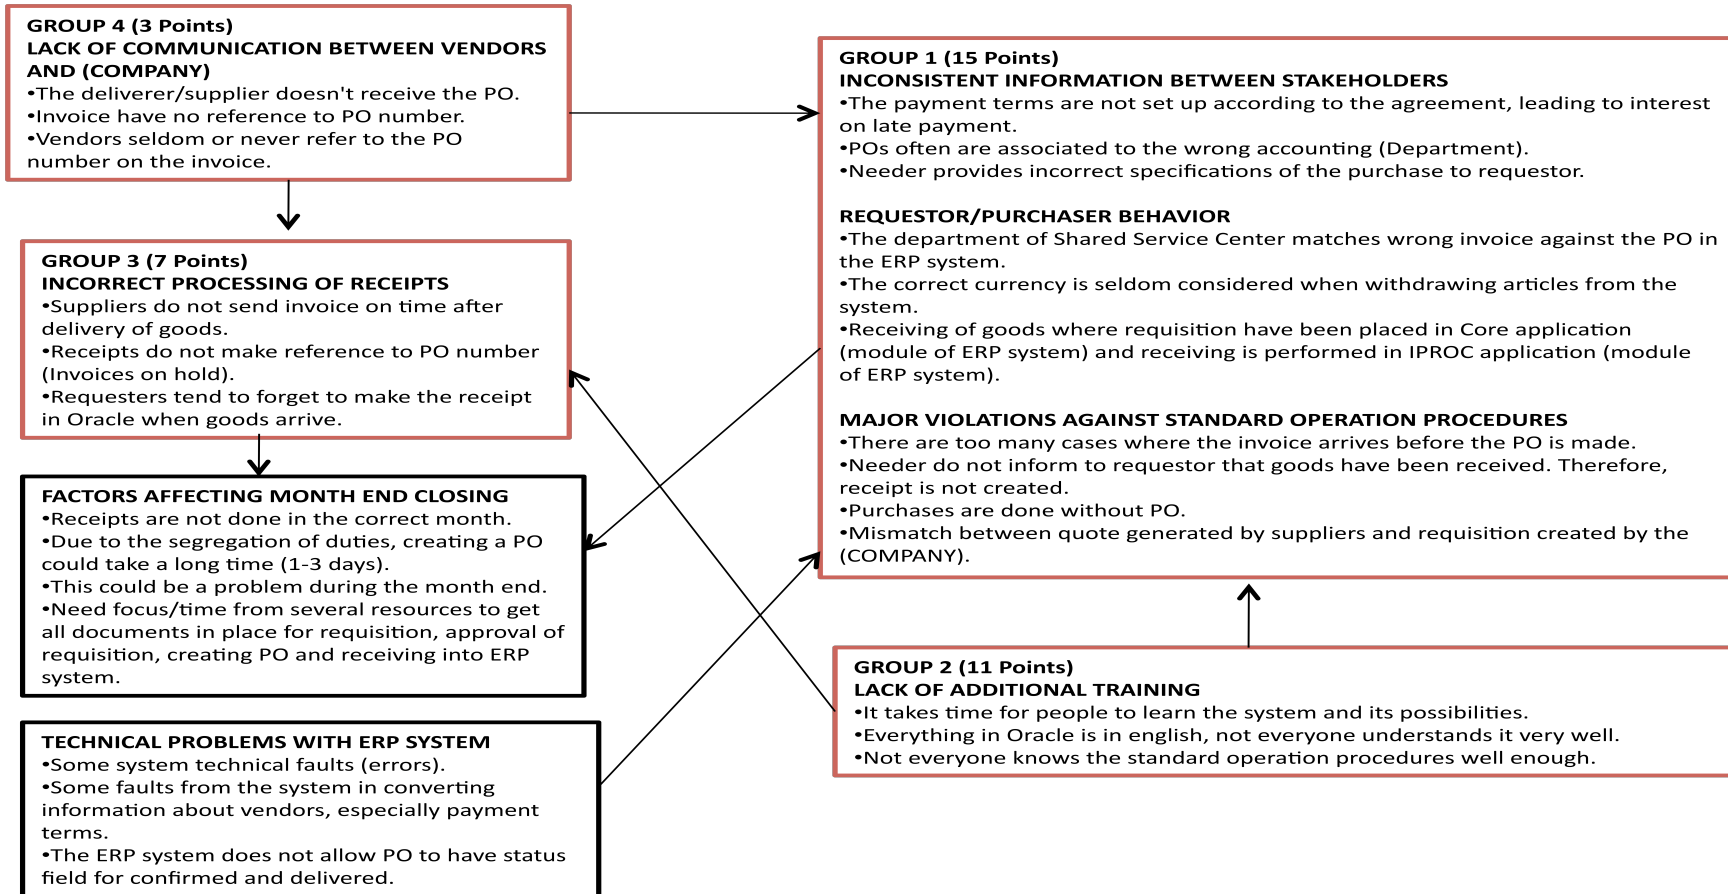 GROUP 4 (3 Points)
LACK OF COMMUNICATION BETWEEN VENDORS
AND (COMPANY)
•The deliverer/supplier doesn't receive the PO.
•Invoice have no reference to PO number.
•Vendors seldom or never refer to the PO
number on the invoice.
GROUP 3 (7 Points)
INCORRECT PROCESSING OF RECEIPTS
•Suppliers do not send invoice on time after
delivery of goods.
•Receipts do not make reference to PO number
(Invoices on hold).
•Requesters tend to forget to make the receipt
in Oracle when goods arrive.
FACTORS AFFECTING MONTH END CLOSING
•Receipts are not done in the correct month.
•Due to the segregation of duties, creating a PO
could take a long time (1-3 days).
•This could be a problem during the month end.
•Need focus/time from several resources to get
all documents in place for requisition, approval of
requisition, creating PO and receiving into ERP
system.
TECHNICAL PROBLEMS WITH ERP SYSTEM
•Some system technical faults (errors).
•Some faults from the system in converting
information about vendors, especially payment
terms.
•The ERP system does not allow PO to have status
field for confirmed and delivered.
GROUP 1 (15 Points)
INCONSISTENT INFORMATION BETWEEN STAKEHOLDERS
•The payment terms are not set up according to the agreement, leading to interest
on late payment.
•POs often are associated to the wrong accounting (Department).
•Needer provides incorrect specifications of the purchase to requestor.
REQUESTOR/PURCHASER BEHAVIOR
•The department of Shared Service Center matches wrong invoice against the PO in
the ERP system.
•The correct currency is seldom considered when withdrawing articles from the
system.
•Receiving of goods where requisition have been placed in Core application
(module of ERP system) and receiving is performed in IPROC application (module
of ERP system).
MAJOR VIOLATIONS AGAINST STANDARD OPERATION PROCEDURES
•There are too many cases where the invoice arrives before the PO is made.
•Needer do not inform to requestor that goods have been received. Therefore,
receipt is not created.
•Purchases are done without PO.
•Mismatch between quote generated by suppliers and requisition created by the
(COMPANY).
GROUP 2 (11 Points)
LACK OF ADDITIONAL TRAINING
•It takes time for people to learn the system and its possibilities.
•Everything in Oracle is in english, not everyone understands it very well.
•Not everyone knows the standard operation procedures well enough.